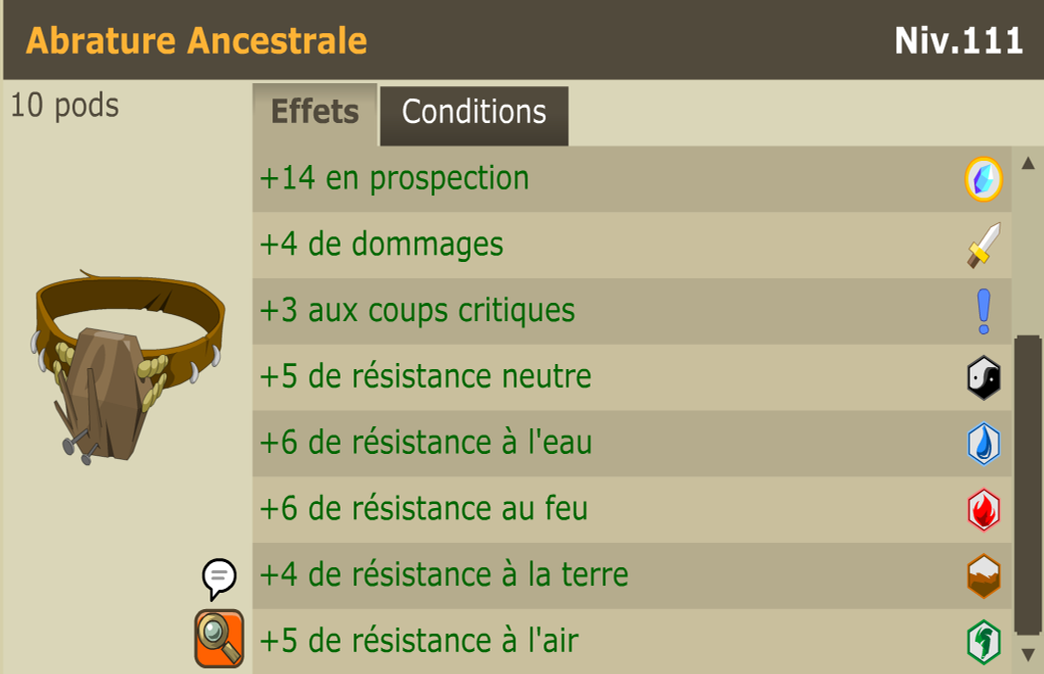 Abrature Ancestrale
Niv.111
10 pods
Effets
Conditions
+14 en prospection
+4 de dommages
+3 aux coups critiques
+5 de résistance neutre
+6 de résistance à l'eau
+6 de résistance au feu
+4 de résistance à la terre
+5 de résistance à l'air